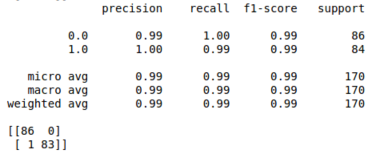 precision recall f1-score support
0.0 0.99 1.00 0.99 86
1.0 1.00 0.99 0.99 84
micro avg 0.99 0.99 0.99 170
macro avg 0.99 0.99 0.99 170
weighted avg 0.99 0.99 0.99 170
[[86 0]
[ 1 83]]